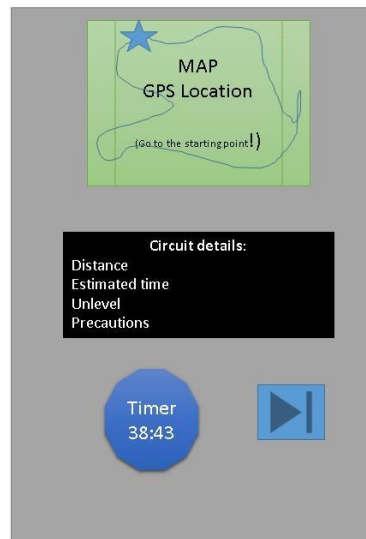 MAP
GPS Location
(Go to the starting point!)
Circuit details:
Distance
Estimated time
Unlevel
Precautions
Timer
38:43